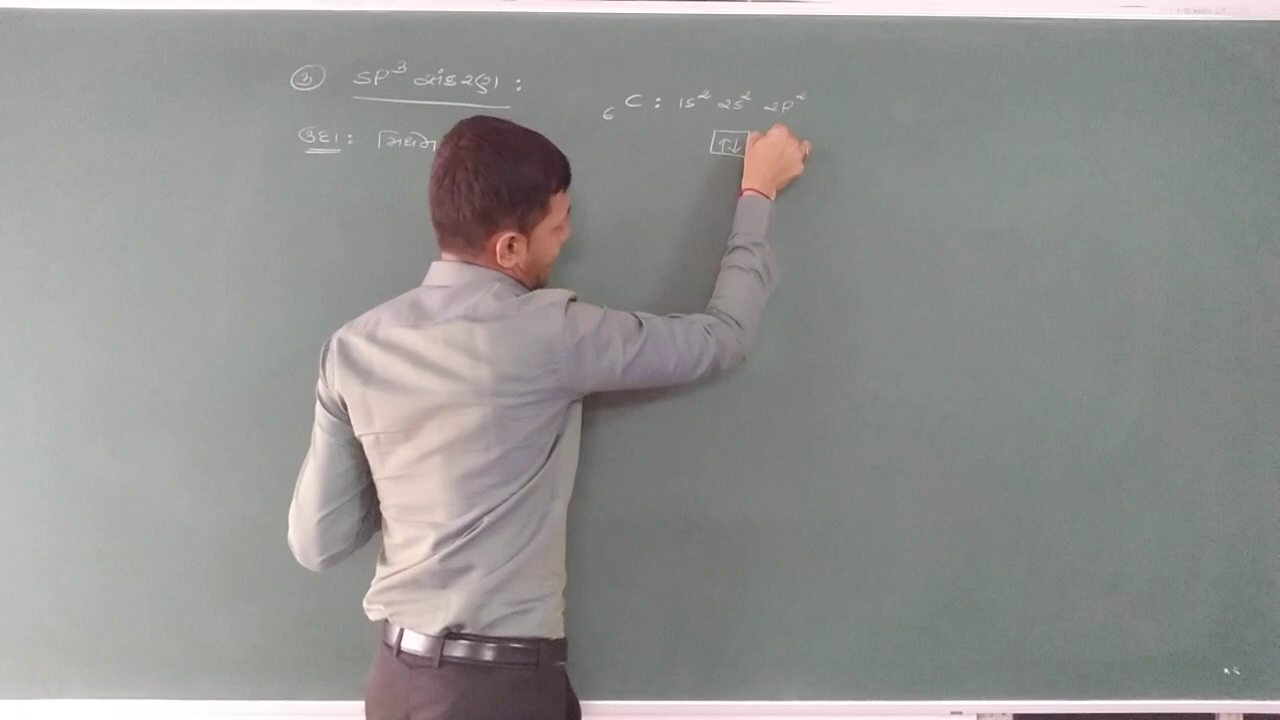 ③ SP³ સંકરણ :
ઉદા : મિથેન
₆C : 1s² 2s² 2p²
↑↓